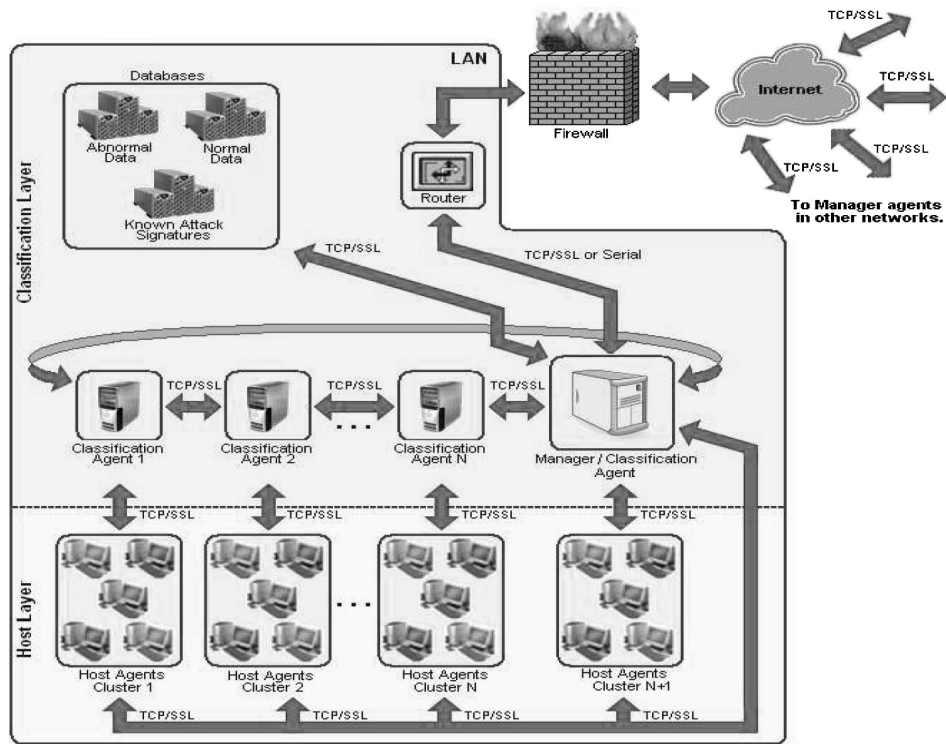 TCP/SSL
LAN
Databases
Abnormal
Data
Normal
Data
Known Attack
Signatures
Classification Layer
Router
Firewall
Internet
TCP/SSL
TCP/SSL
TCP/SSL
To Manager agents
in other networks.
TCP/SSL
TCP/SSL or Serial
TCP/SSL
TCP/SSL
TCP/SSL
...
Classification
Agent 1
Classification
Agent 2
Classification
Agent N
Manager / Classification
Agent
TCP/SSL
TCP/SSL
TCP/SSL
TCP/SSL
Host Layer
...
Host Agents
Cluster 1
Host Agents
Cluster 2
Host Agents
Cluster N
Host Agents
Cluster N+1
TCP/SSL
TCP/SSL
TCP/SSL
TCP/SSL